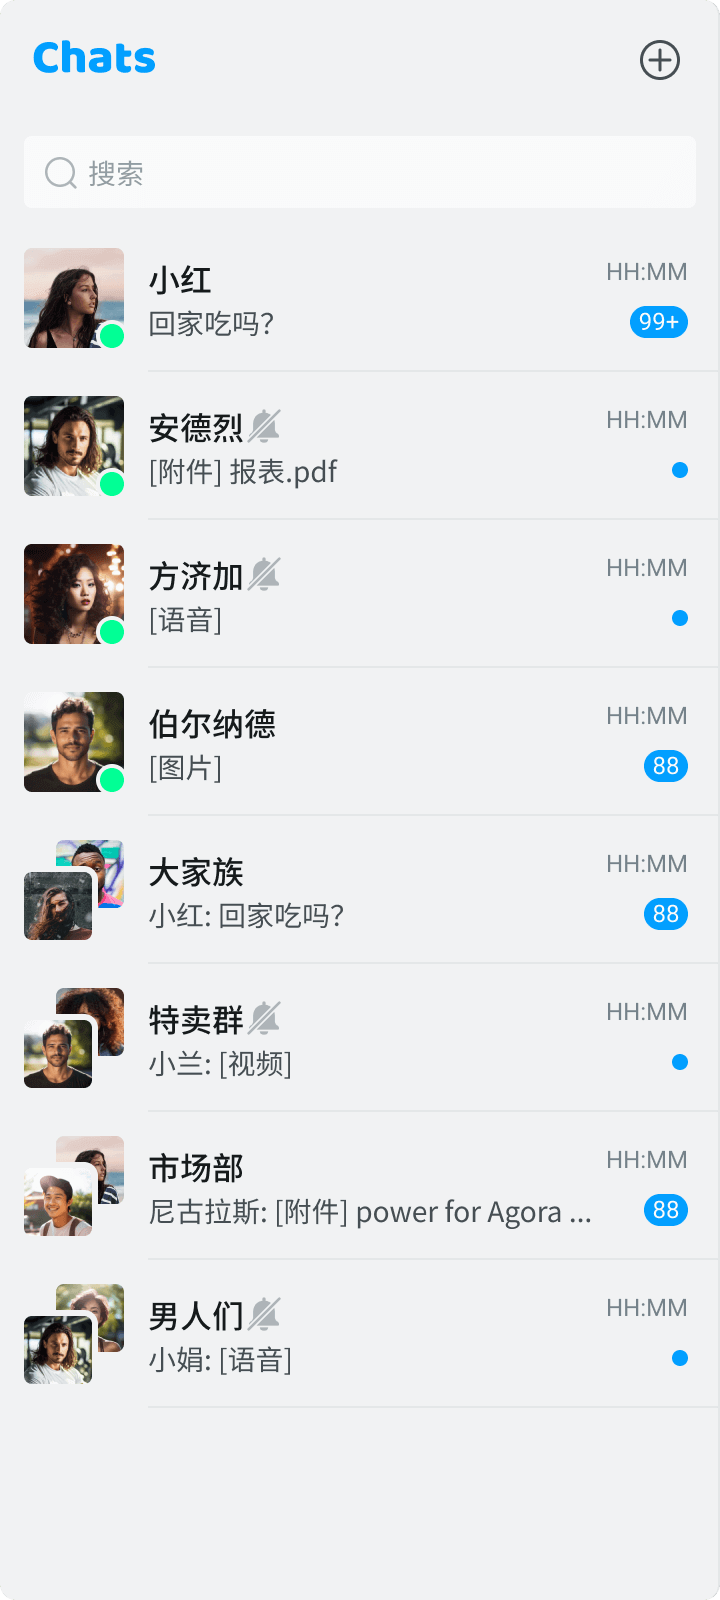 Chats
搜索
小红 HH:MM
回家吃吗? 99+
安德烈 HH:MM
[附件] 报表.pdf
方济加 HH:MM
[语音]
伯尔纳德 HH:MM
[图片] 88
大家族 HH:MM
小红: 回家吃吗? 88
特卖群 HH:MM
小兰: [视频]
市场部 HH:MM
尼古拉斯: [附件] power for Agora ... 88
男人们 HH:MM
小娟: [语音]